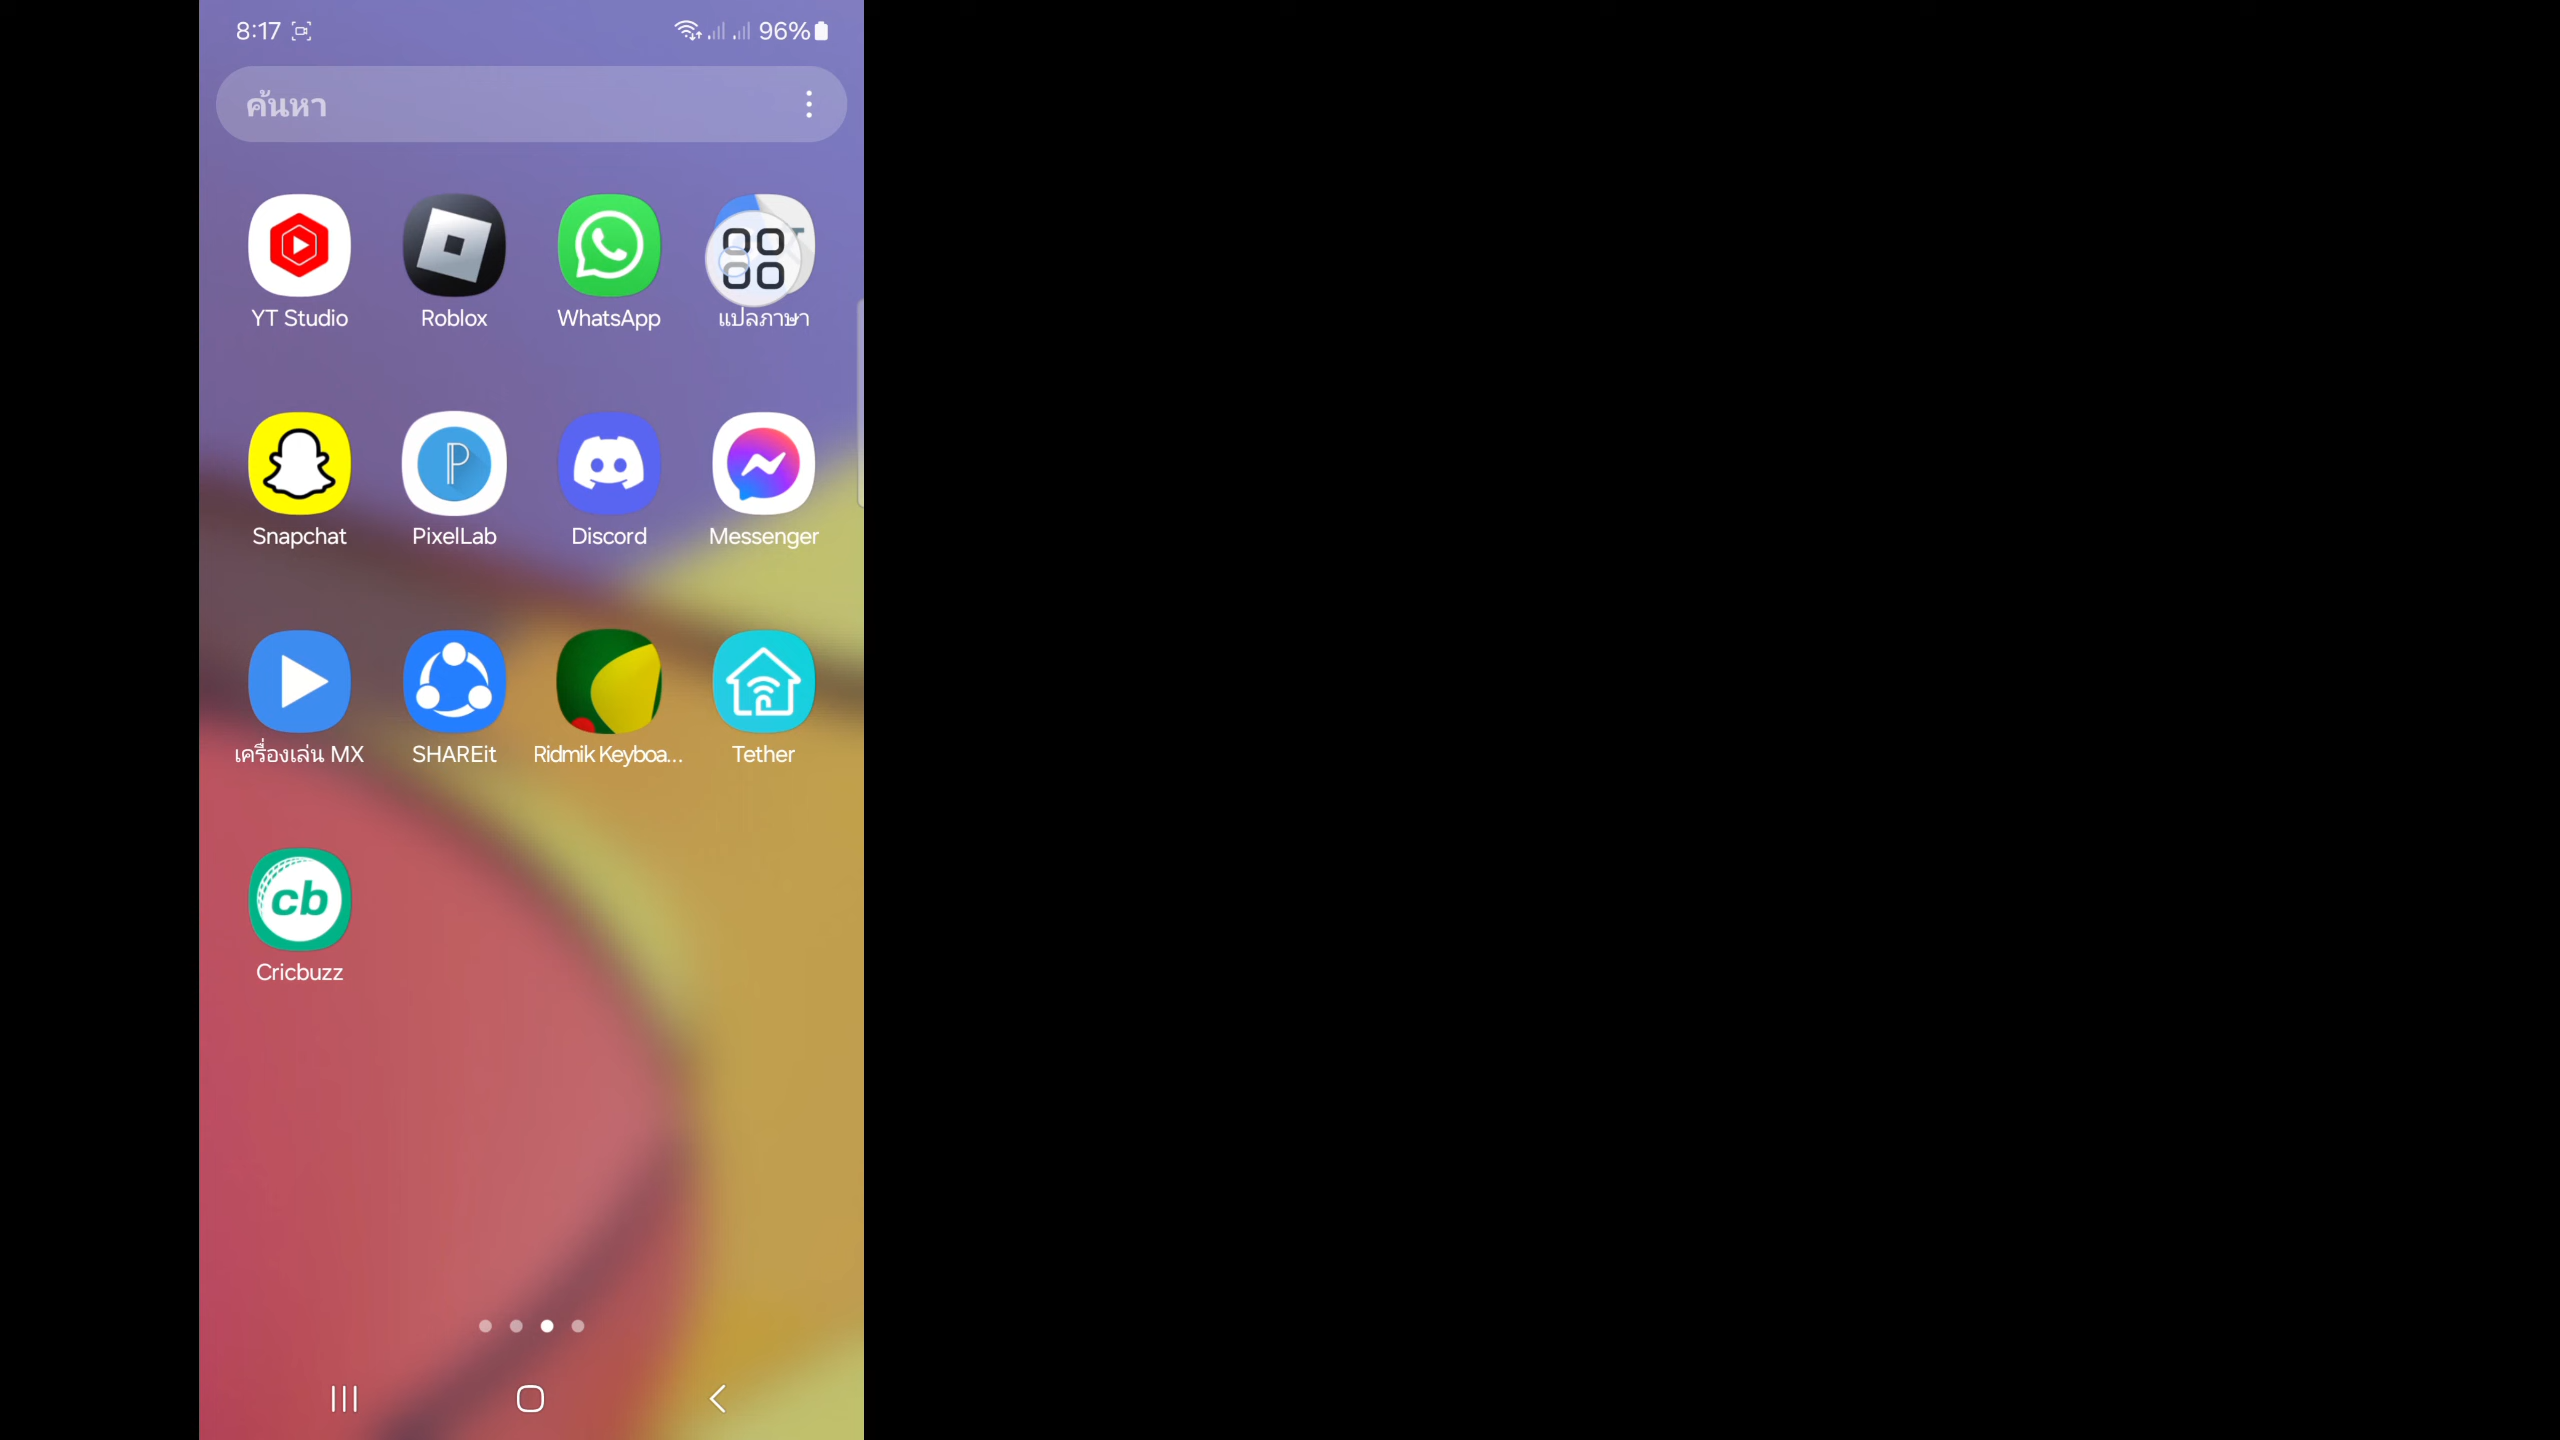 8:17
96%
ค้นหา
YT Studio
Roblox
WhatsApp
แปลภาษา
Snapchat
PixelLab
Discord
Messenger
เครื่องเล่น MX
SHAREit
Ridmik Keyboa...
Tether
cb
Cricbuzz